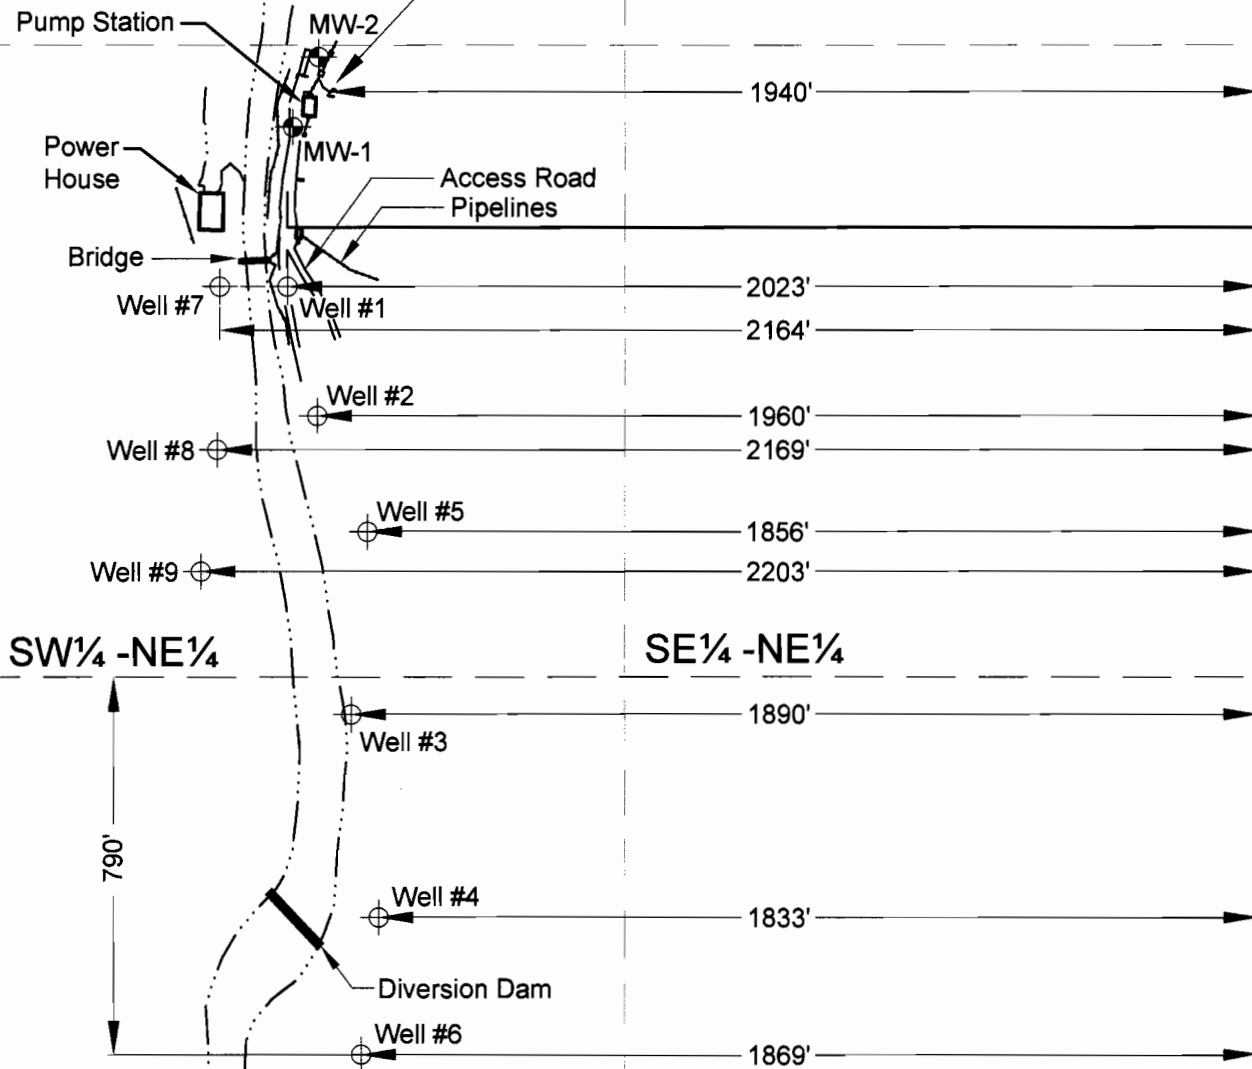 Pump Station
MW-2
1940'
MW-1
Power
House
Access Road
Pipelines
Bridge
Well #7
Well #1
2023'
2164'
Well #2
1960'
Well #8
2169'
Well #5
1856'
Well #9
2203'
SW¼ -NE¼
SE¼ -NE¼
1890'
Well #3
790'
Well #4
1833'
Diversion Dam
Well #6
1869'